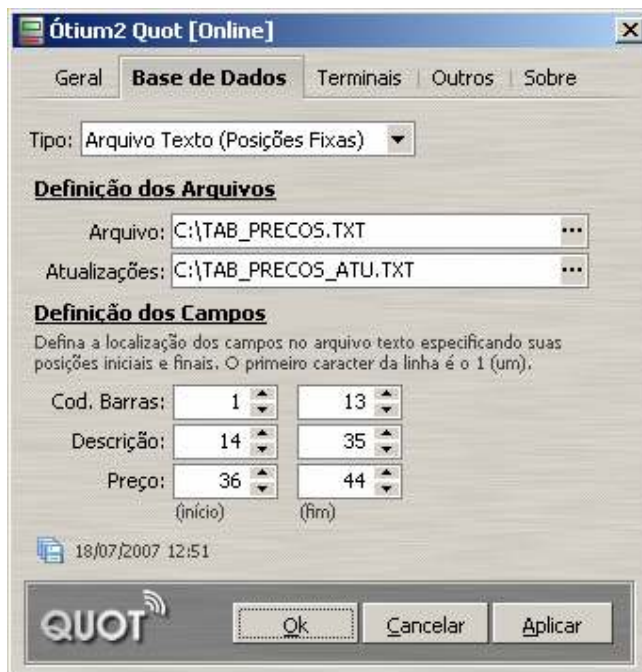 Ótium2 Quot [Online]
Geral Base de Dados Terminais Outros Sobre
Tipo: Arquivo Texto (Posições Fixas)
Definição dos Arquivos
Arquivo: C:\TAB_PRECOS.TXT ...
Atualizações: C:\TAB_PRECOS_ATU.TXT ...
Definição dos Campos
Defina a localização dos campos no arquivo texto especificando suas
posições iniciais e finais. O primeiro caracter da linha é o 1 (um).
Cod. Barras: 1 13
Descrição: 14 35
Preço: 36 44
(início) (fim)
18/07/2007 12:51
QUOT Ok Cancelar Aplicar